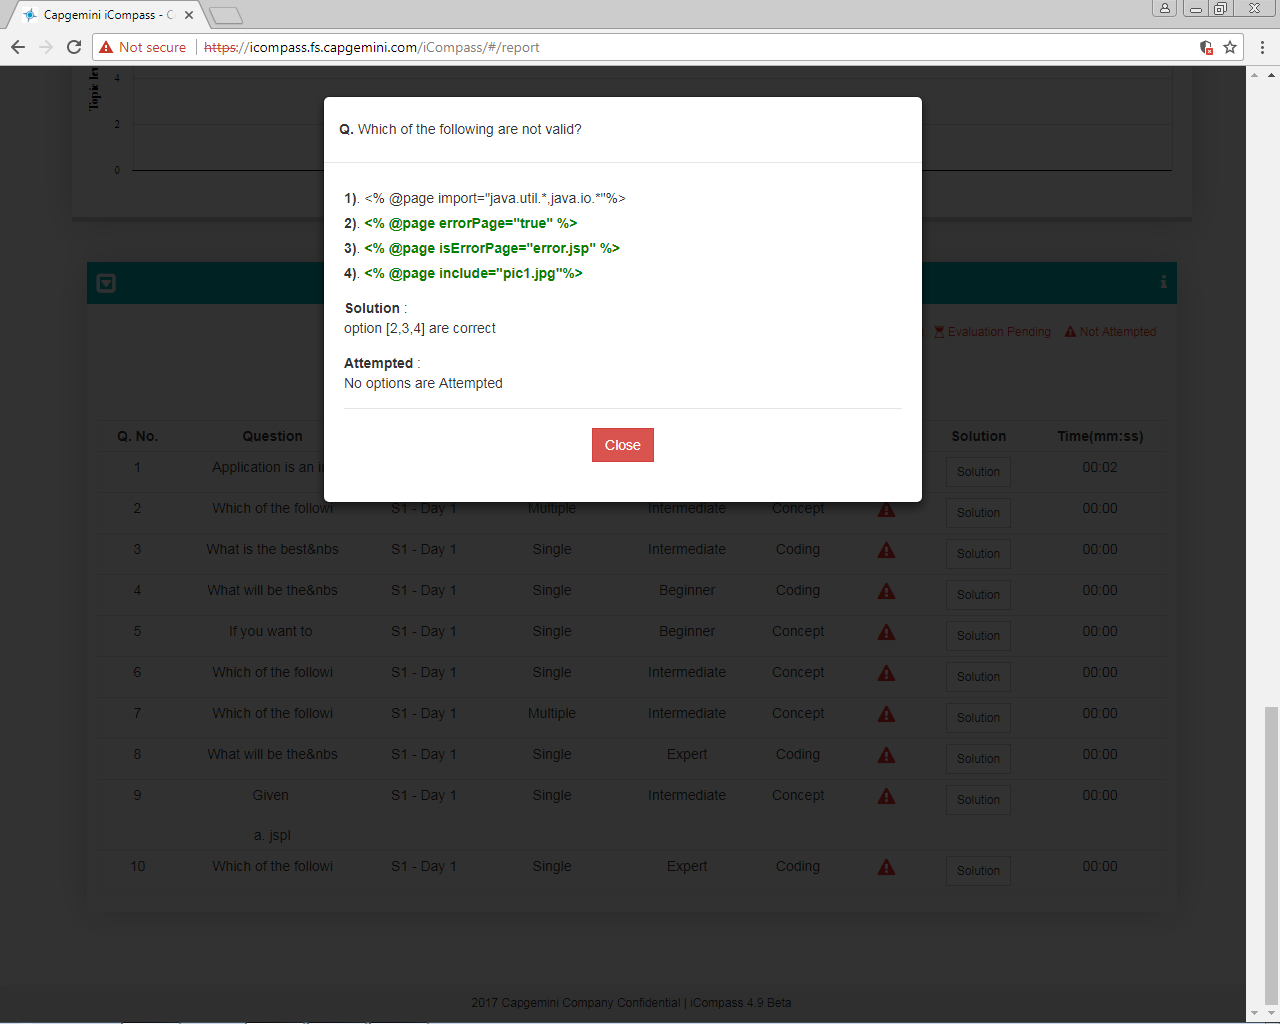 Capgemini iCompass - C
Not secure
https://icompass.fs.capgemini.com/iCompass/#/report
Topic lev
4
2
0
Q. Which of the following are not valid?
1). <% @page import="java.util.*,java.io.*"%>
2). <% @page errorPage="true" %>
3). <% @page isErrorPage="error.jsp" %>
4). <% @page include="pic1.jpg"%>
Solution :
option [2,3,4] are correct
Attempted :
No options are Attempted
Close
Evaluation Pending Not Attempted
Q. No. Question Solution Time(mm:ss)
1 Application is an i Solution 00:02
2 Which of the followi S1 - Day 1 Multiple Intermediate Concept Solution 00:00
3 What is the best&nbs S1 - Day 1 Single Intermediate Coding Solution 00:00
4 What will be the&nbs S1 - Day 1 Single Beginner Coding Solution 00:00
5 If you want to S1 - Day 1 Single Beginner Concept Solution 00:00
6 Which of the followi S1 - Day 1 Single Intermediate Concept Solution 00:00
7 Which of the followi S1 - Day 1 Multiple Intermediate Concept Solution 00:00
8 What will be the&nbs S1 - Day 1 Single Expert Coding Solution 00:00
9 Given S1 - Day 1 Single Intermediate Concept Solution 00:00
a. jspI
10 Which of the followi S1 - Day 1 Single Expert Coding Solution 00:00
2017 Capgemini Company Confidential | iCompass 4.9 Beta